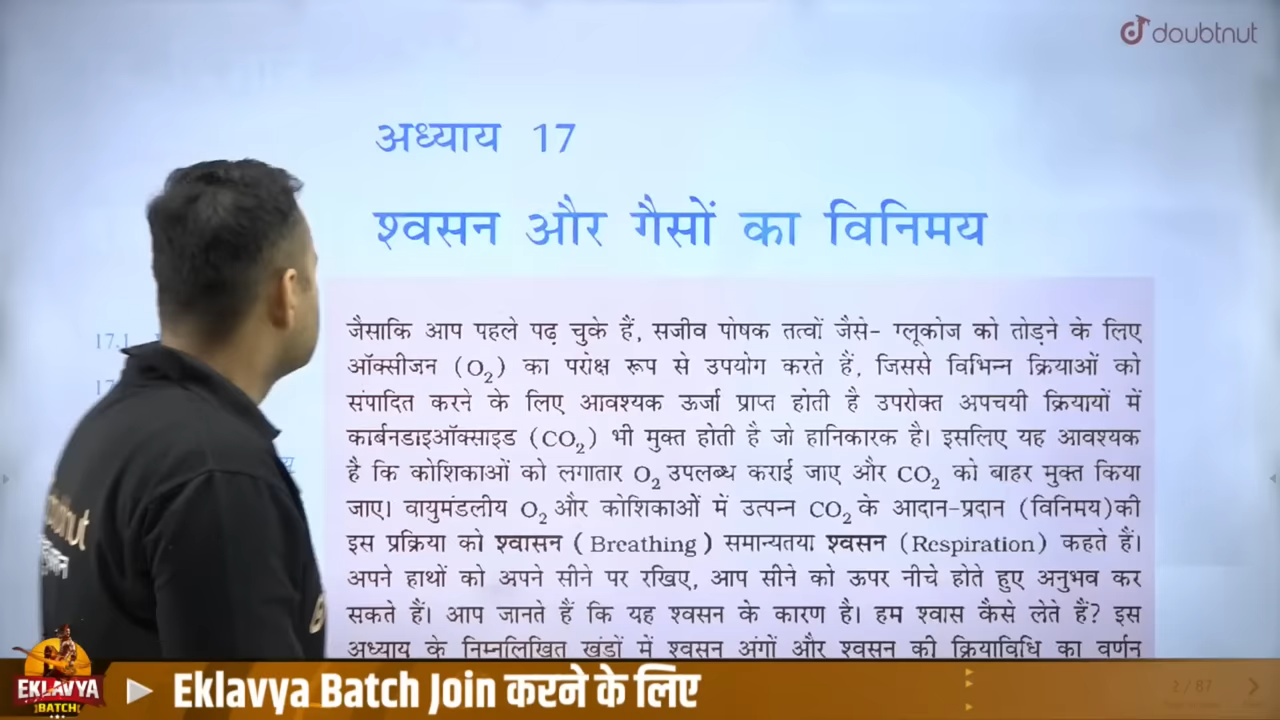 doubtnut
अध्याय 17
श्वसन और गैसों का विनिमय
17.1
जैसाकि आप पहले पढ़ चुके हैं, सजीव पोषक तत्वों जैसे- ग्लूकोज को तोड़ने के लिए
ऑक्सीजन (O₂) का परोक्ष रूप से उपयोग करते हैं, जिससे विभिन्न क्रियाओं को
संपादित करने के लिए आवश्यक ऊर्जा प्राप्त होती है उपरोक्त अपचयी क्रियायों में
कार्बनडाइऑक्साइड (CO₂) भी मुक्त होती है जो हानिकारक है। इसलिए यह आवश्यक
है कि कोशिकाओं को लगातार O₂ उपलब्ध कराई जाए और CO₂ को बाहर मुक्त किया
जाए। वायुमंडलीय O₂ और कोशिकाओं में उत्पन्न CO₂ के आदान-प्रदान (विनिमय)की
इस प्रक्रिया को श्वासन ( Breathing ) समान्यतया श्वसन (Respiration) कहते हैं।
अपने हाथों को अपने सीने पर रखिए, आप सीने को ऊपर नीचे होते हुए अनुभव कर
सकते हैं। आप जानते हैं कि यह श्वसन के कारण है। हम श्वास कैसे लेते हैं? इस
अध्याय के निम्नलिखित खंडों में श्वसन अंगों और श्वसन की क्रियाविधि का वर्णन
EKLAVYA
BATCH
Eklavya Batch Join करने के लिए
2 / 87